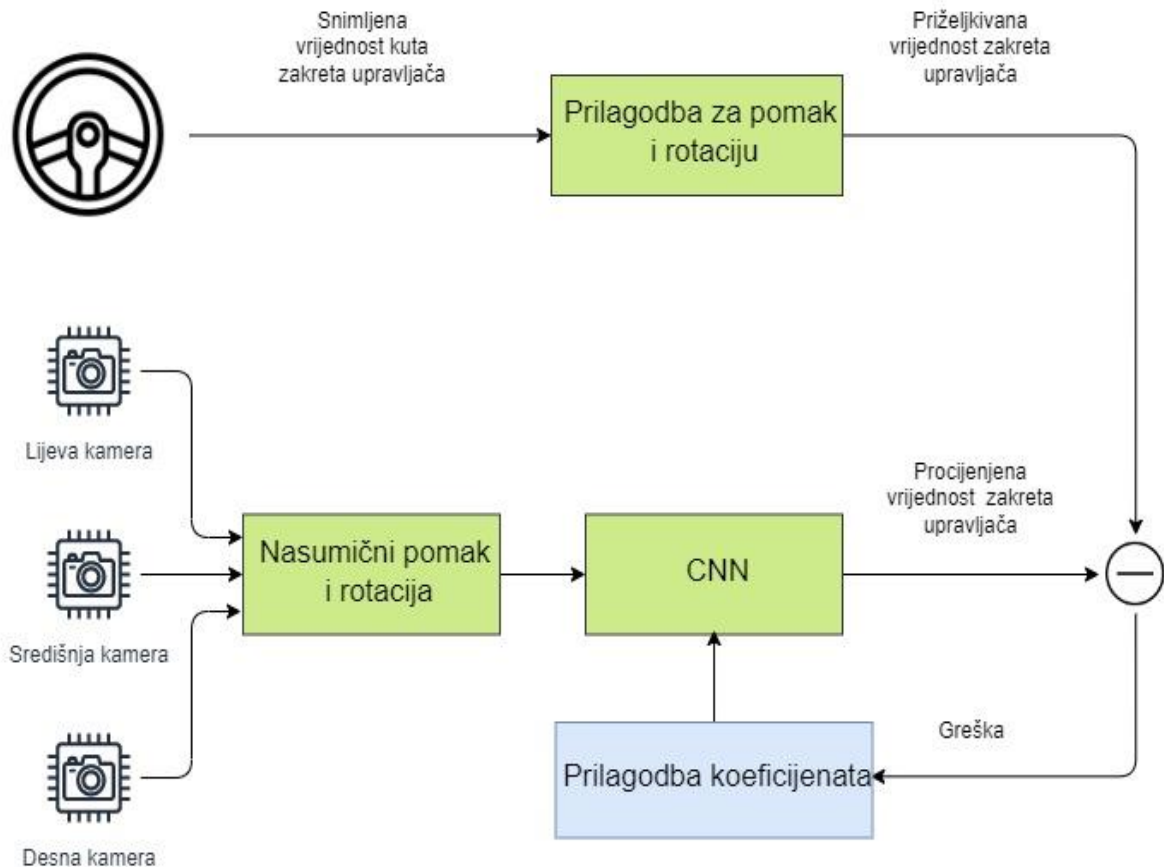 Snimljena
vrijednost kuta
zakreta upravljača
Priželjkivana
vrijednost zakreta
upravljača
Prilagodba za pomak
i rotaciju
Lijeva kamera
Središnja kamera
Desna kamera
Nasumični pomak
i rotacija
CNN
Procijenjena
vrijednost zakreta
upravljača
Greška
Prilagodba koeficijenata